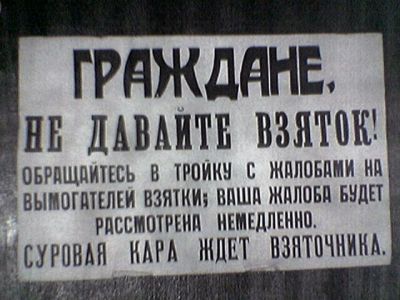 ГРАЖДАНЕ,
НЕ ДАВАЙТЕ ВЗЯТОК!
ОБРАЩАЙТЕСЬ В ТРОЙКУ С ЖАЛОБАМИ НА
ВЫМОГАТЕЛЕЙ ВЗЯТКИ; ВАША ЖАЛОБА БУДЕТ
РАССМОТРЕНА НЕМЕДЛЕННО.
СУРОВАЯ КАРА ЖДЕТ ВЗЯТОЧНИКА.